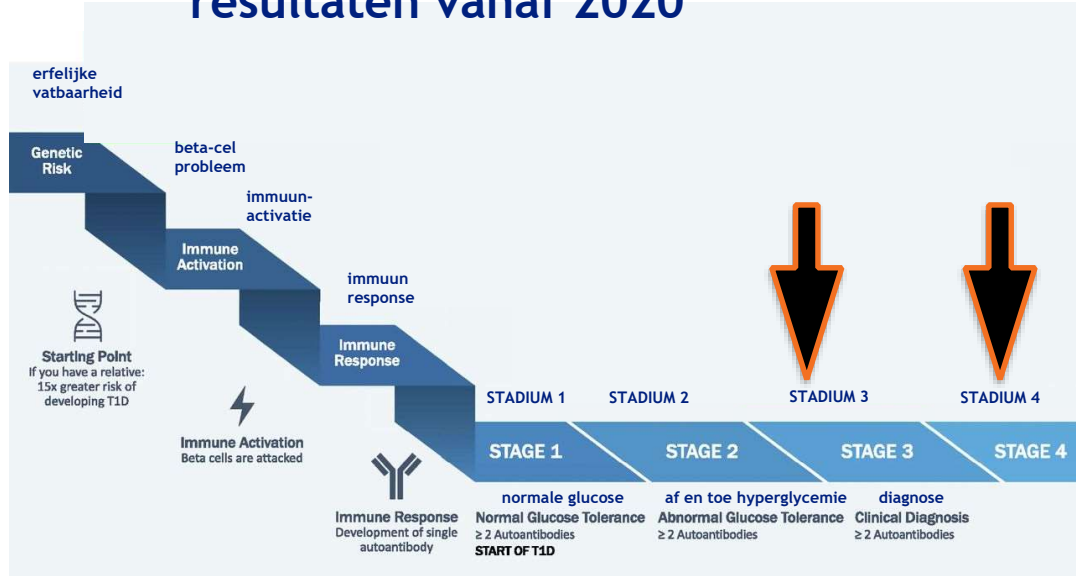 resultaten vanaf 2020
erfelijke
vatbaarheid
Genetic
Risk
beta-cel
probleem
immuun-
activatie
Immune
Activation
immuun
response
Immune
Response
Starting Point
If you have a relative:
15x greater risk of
developing T1D
Immune Activation
Beta cells are attacked
Immune Response
Development of single
autoantibody
STADIUM 1
STADIUM 2
STADIUM 3
STADIUM 4
STAGE 1
STAGE 2
STAGE 3
STAGE 4
normale glucose
Normal Glucose Tolerance
≥ 2 Autoantibodies
START OF T1D
af en toe hyperglycemie
Abnormal Glucose Tolerance
≥ 2 Autoantibodies
diagnose
Clinical Diagnosis
≥ 2 Autoantibodies